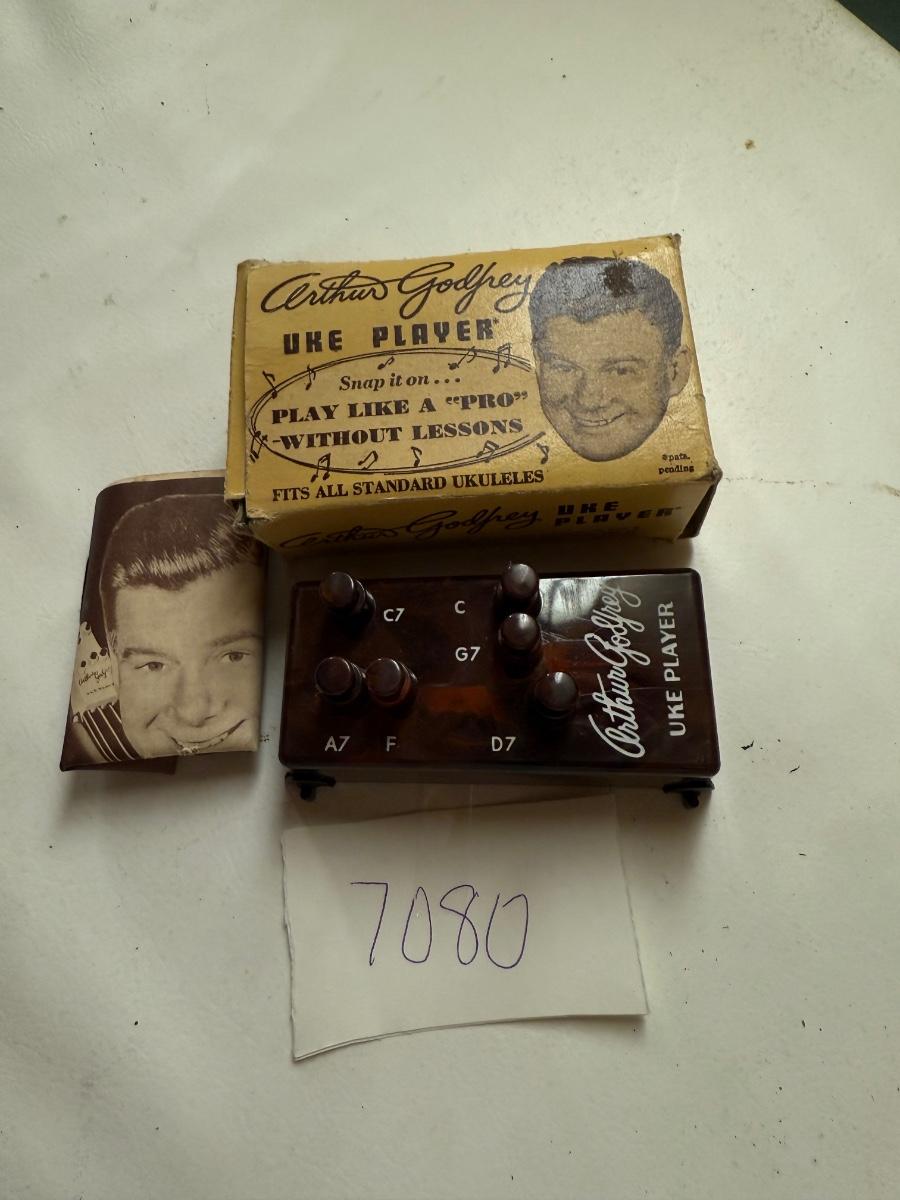 Arthur Godfrey
UKE PLAYER*
Snap it on...
PLAY LIKE A “PRO”
-WITHOUT LESSONS
FITS ALL STANDARD UKULELES
*pats.
pending
Arthur Godfrey UKE PLAYER*
C7
C
G7
A7
F
D7
Arthur Godfrey
UKE PLAYER
7080